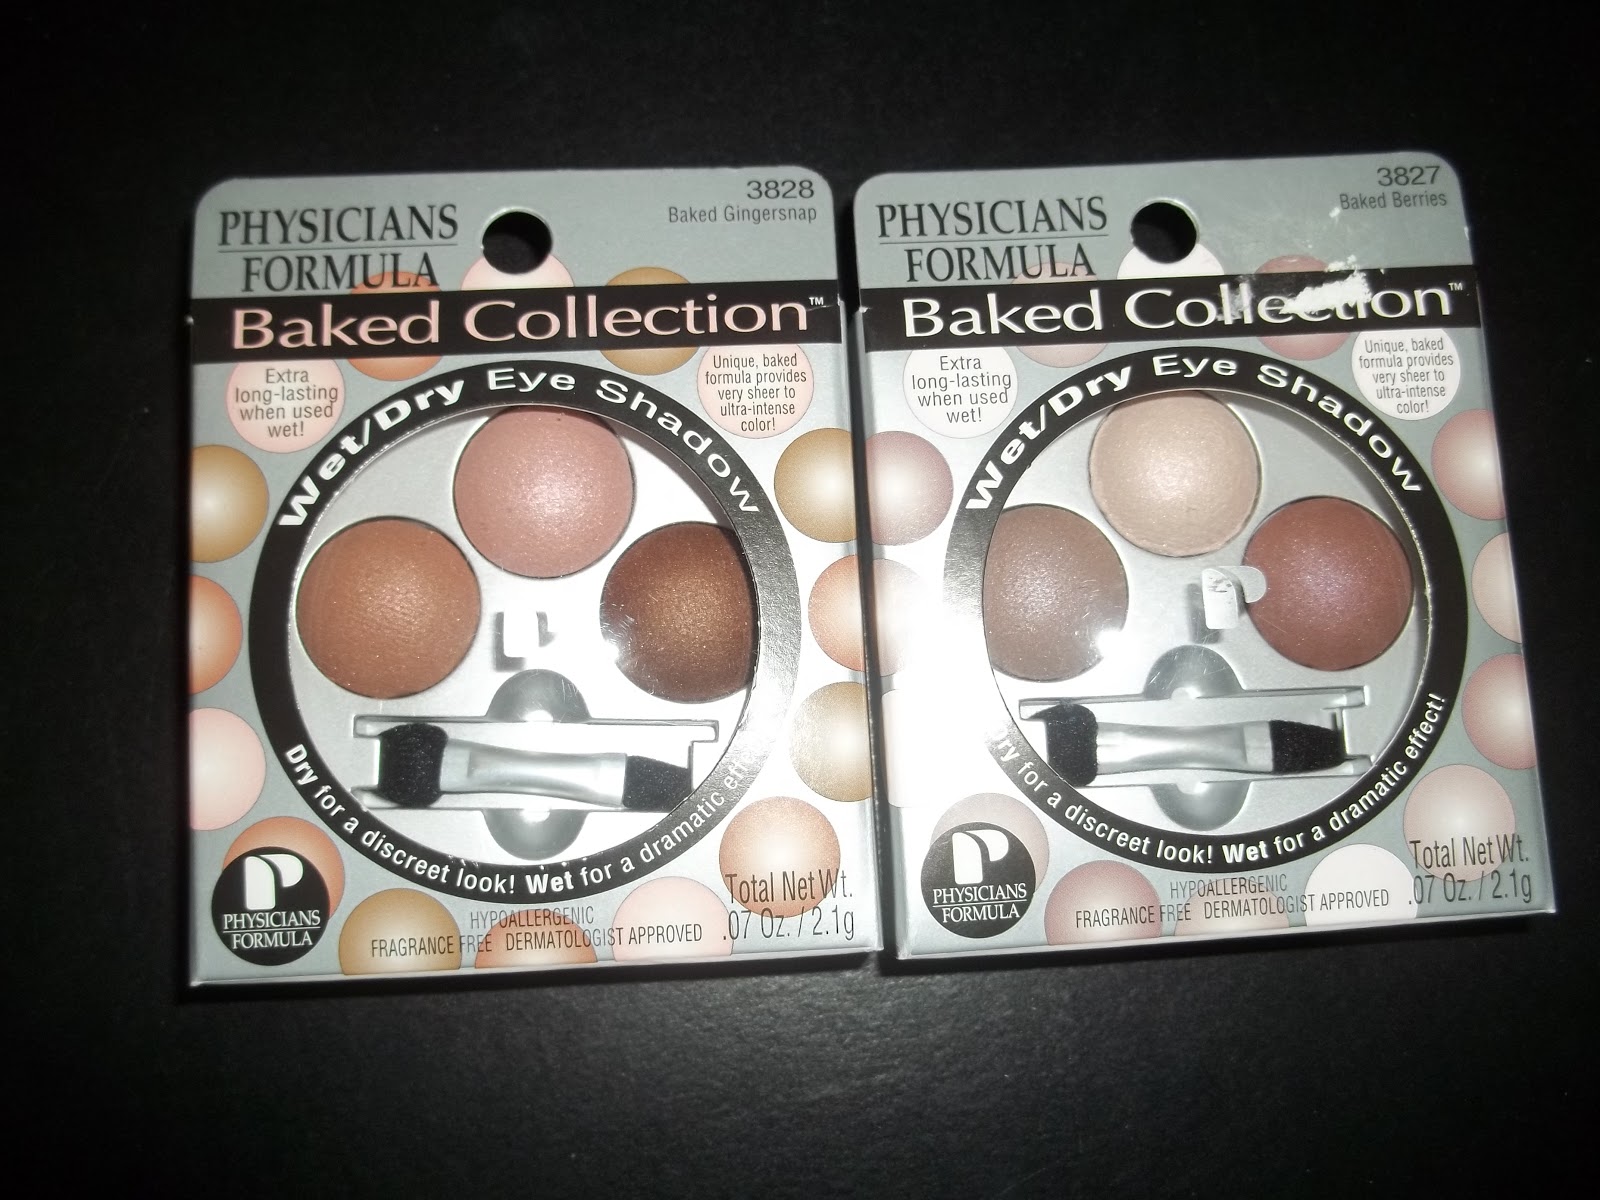 3828
Baked Gingersnap
PHYSICIANS
FORMULA
Baked Collection™
Extra
long-lasting
when used
wet!
Unique, baked
formula provides
very sheer to
ultra-intense
color!
Wet/Dry Eye Shadow
Dry for a discreet look! Wet for a dramatic eff
P
PHYSICIANS
FORMULA
HYPOALLERGENIC
FRAGRANCE FREE DERMATOLOGIST APPROVED
Total Net Wt.
.07 Oz. / 2.1g
3827
Baked Berries
PHYSICIANS
FORMULA
Baked Collection™
Extra
long-lasting
when used
wet!
Unique, baked
formula provides
very sheer to
ultra-intense
color!
Wet/Dry Eye Shadow
Dry for a discreet look! Wet for a dramatic effect!
P
PHYSICIANS
FORMULA
HYPOALLERGENIC
FRAGRANCE FREE DERMATOLOGIST APPROVED
Total Net Wt.
.07 Oz. / 2.1g